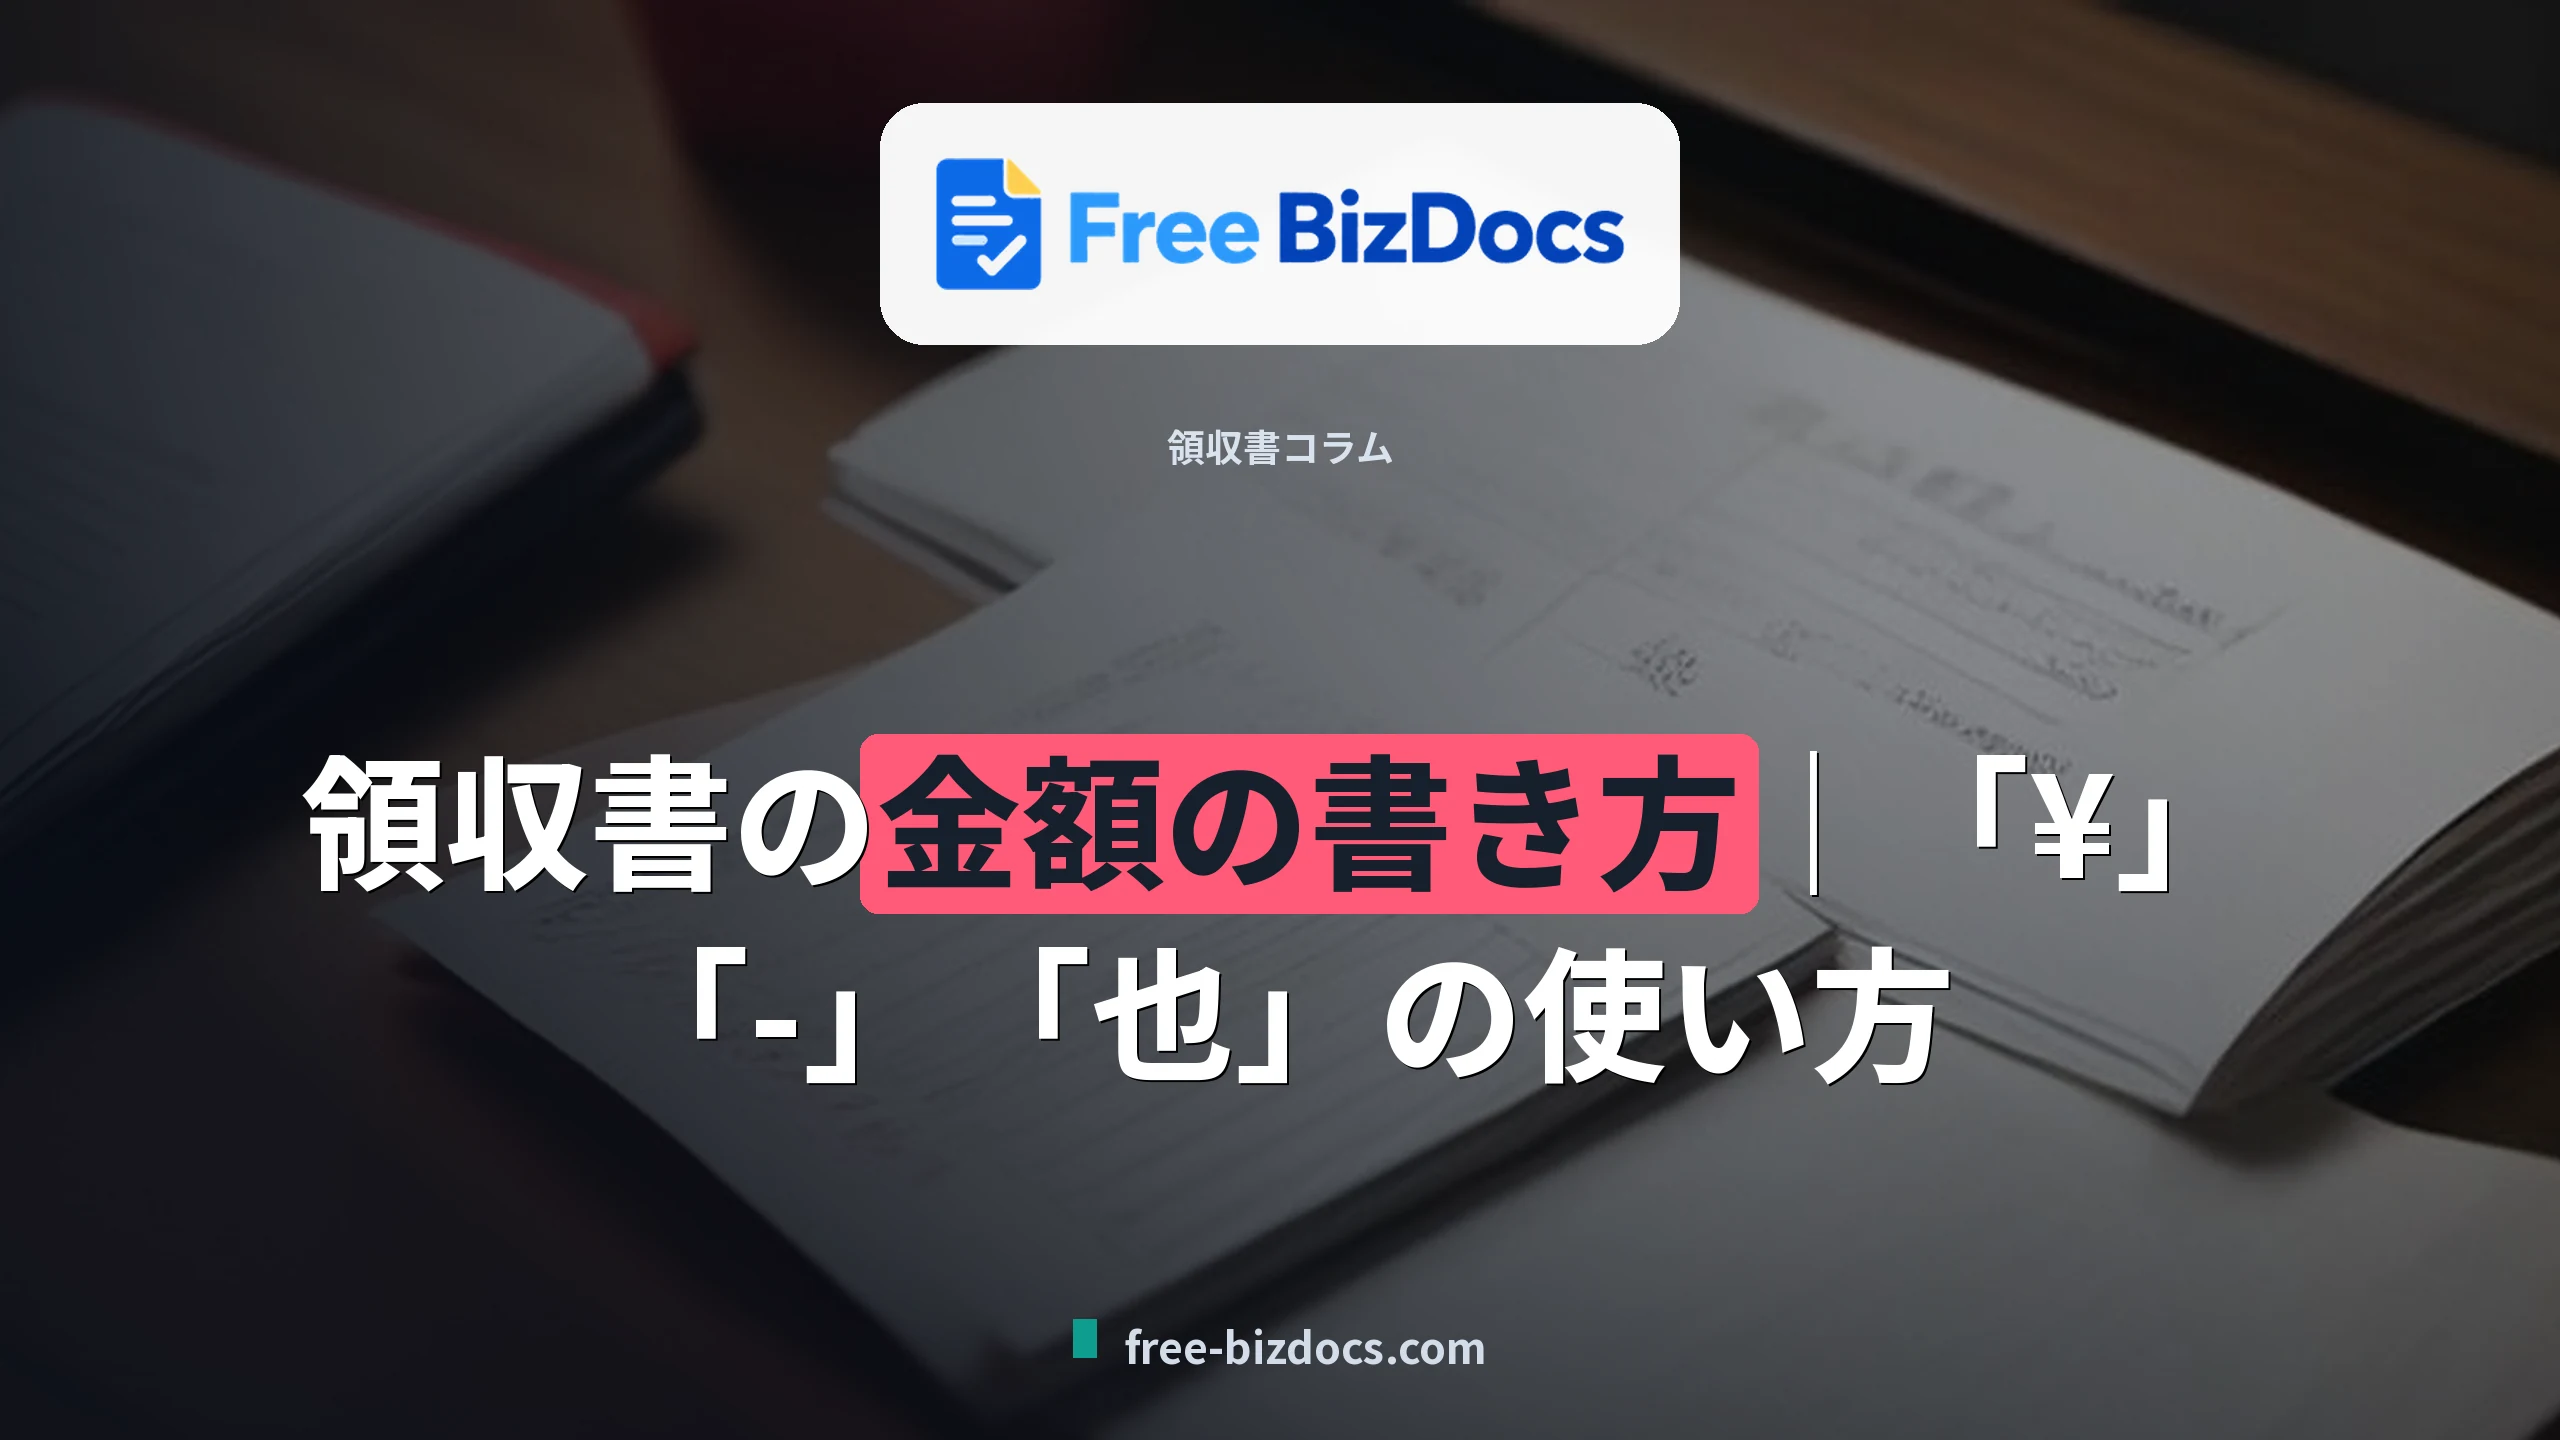 Free BizDocs
領収書コラム
領収書の金額の書き方｜「¥」
「-」「也」の使い方
free-bizdocs.com